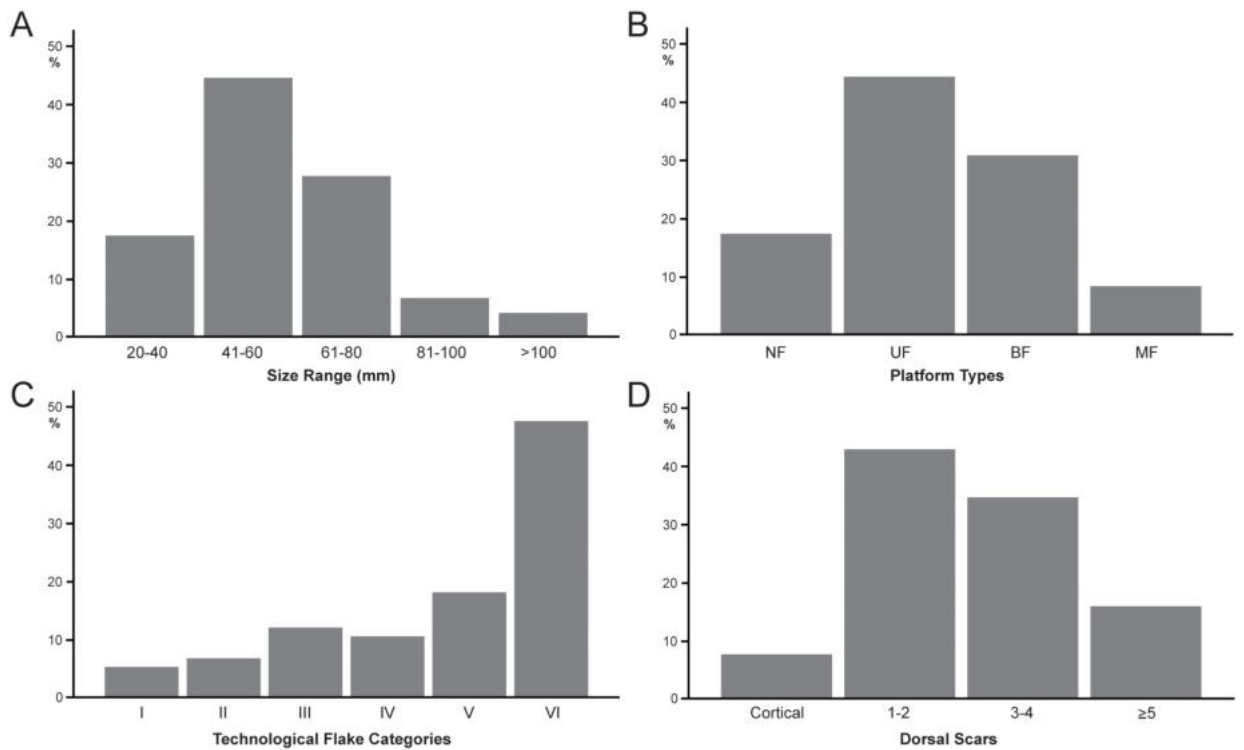 A
50
%
40
30
20
10
0
20-40 41-60 61-80 81-100 >100
Size Range (mm)
B
50
%
40
30
20
10
0
NF UF BF MF
Platform Types
C
50
%
40
30
20
10
0
I II III IV V VI
Technological Flake Categories
D
50
%
40
30
20
10
0
Cortical 1-2 3-4 ≥5
Dorsal Scars